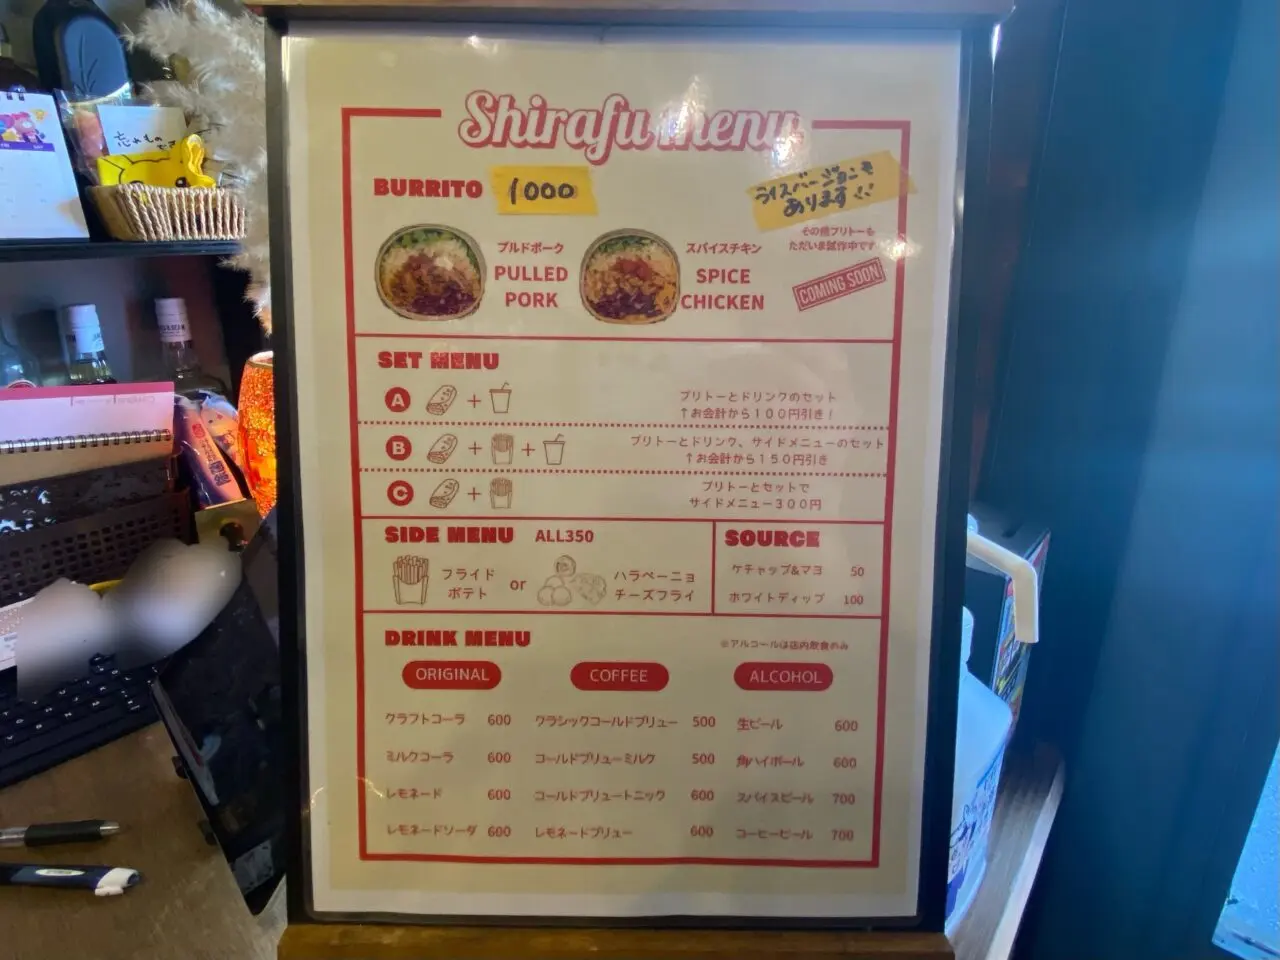 Shirafu menu
BURRITO 1000
ライスバージョンも
あります
その他ブリトーも
ただいま試作中です
COMING SOON
プルドポーク
PULLED
PORK
スパイスチキン
SPICE
CHICKEN
SET MENU
A + ブリトーとドリンクのセット
↑お会計から100円引き!
B + + ブリトーとドリンク、サイドメニューのセット
↑お会計から150円引き
C + ブリトーとセットで
サイドメニュー300円
SIDE MENU ALL350
フライド
ポテト
or
ハラペーニョ
チーズフライ
SOURCE
ケチャップ&マヨ 50
ホワイトディップ 100
DRINK MENU
※アルコールは店内飲食のみ
ORIGINAL
クラフトコーラ 600
ミルクコーラ 600
レモネード 600
レモネードソーダ 600
COFFEE
クラシックコールドブリュー 500
コールドブリューミルク 500
コールドブリュートニック 600
レモネードブリュー 600
ALCOHOL
生ビール 600
角ハイボール 600
スパイスビール 700
コーヒービール 700
忘れもの